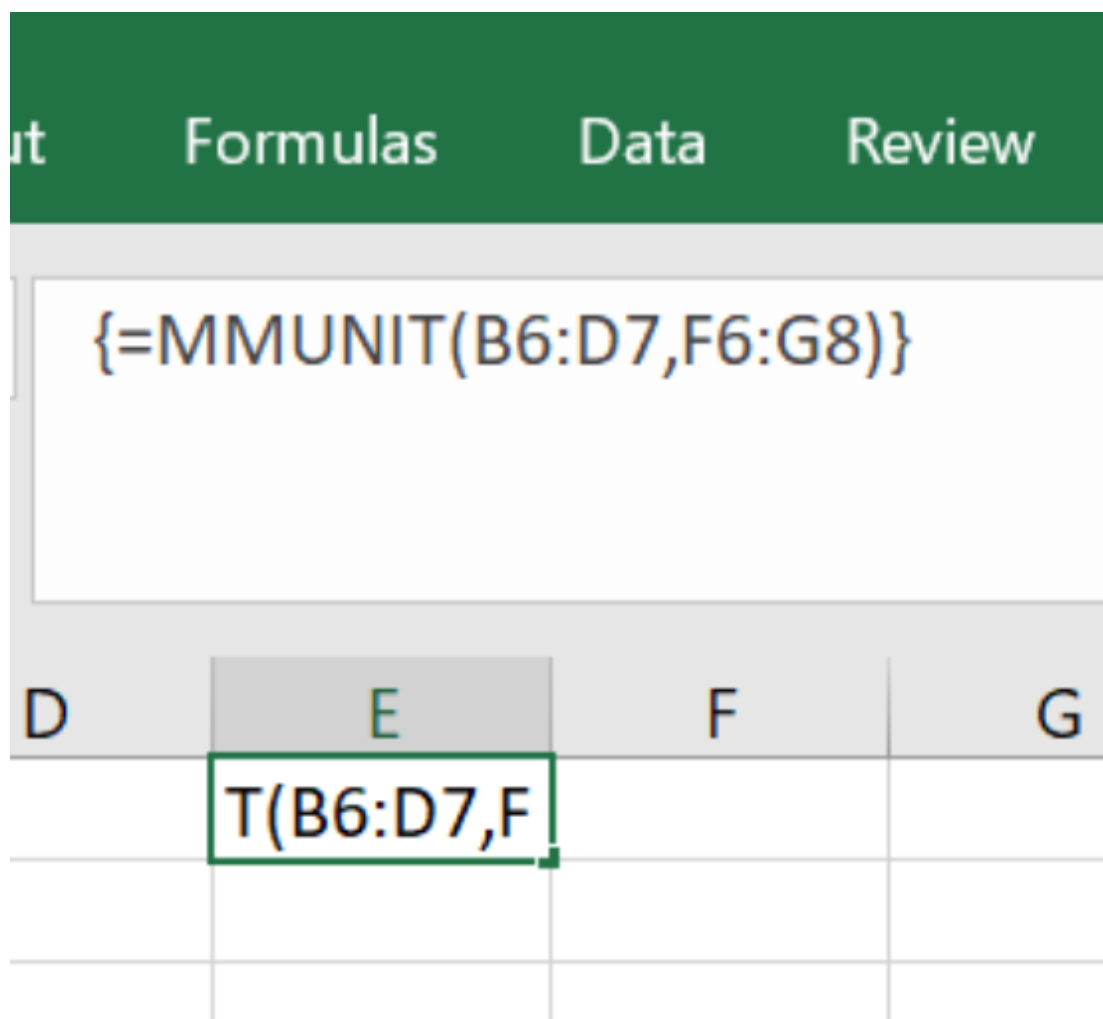 ut Formulas Data Review
{=MMUNIT(B6:D7,F6:G8)}
D E F G
T(B6:D7,F